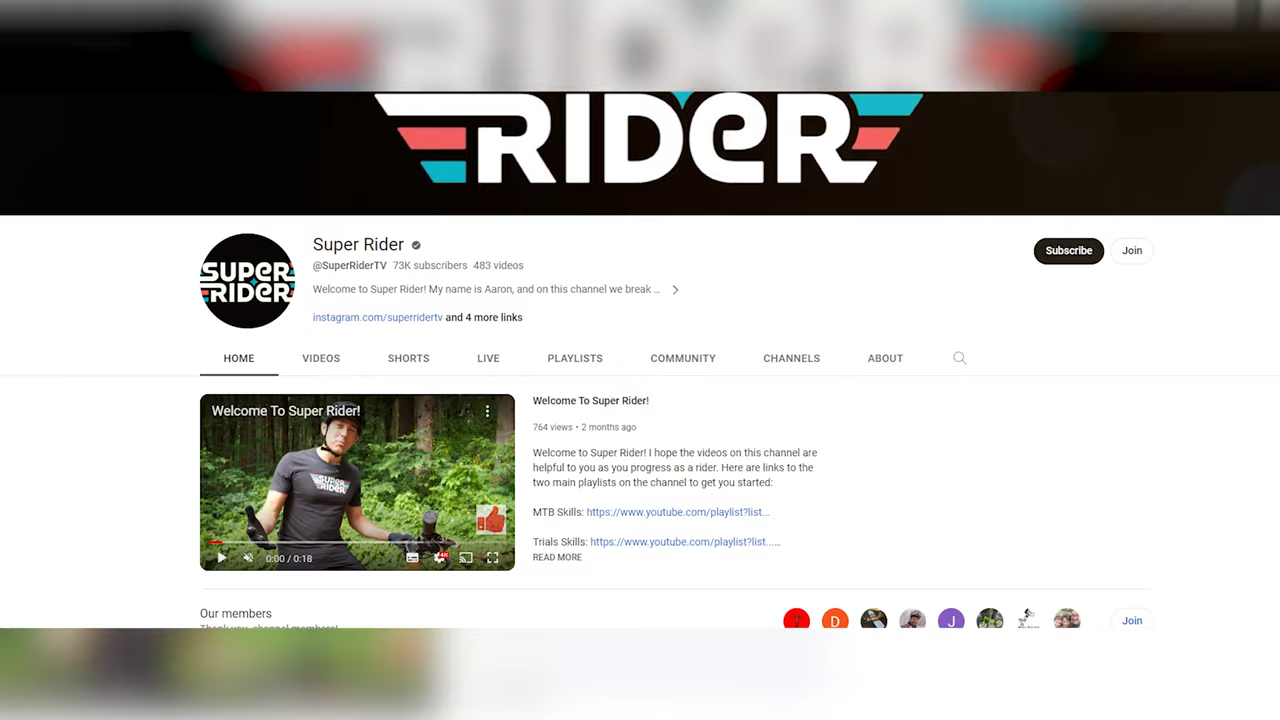 RIDER
Super Rider
@SuperRiderTV 73K subscribers 483 videos
Subscribe
Join
SUPER
RIDER
Welcome to Super Rider! My name is Aaron, and on this channel we break ...
instagram.com/superridertv and 4 more links
HOME VIDEOS SHORTS LIVE PLAYLISTS COMMUNITY CHANNELS ABOUT
Welcome To Super Rider!
SUPER
RIDER
4K
0:00 / 0:18
Welcome To Super Rider!
764 views • 2 months ago
Welcome to Super Rider! I hope the videos on this channel are
helpful to you as you progress as a rider. Here are links to the
two main playlists on the channel to get you started:
MTB Skills: https://www.youtube.com/playlist?list...
Trials Skills: https://www.youtube.com/playlist?list......
READ MORE
Our members
Thank you, channel members!
D
J
Join